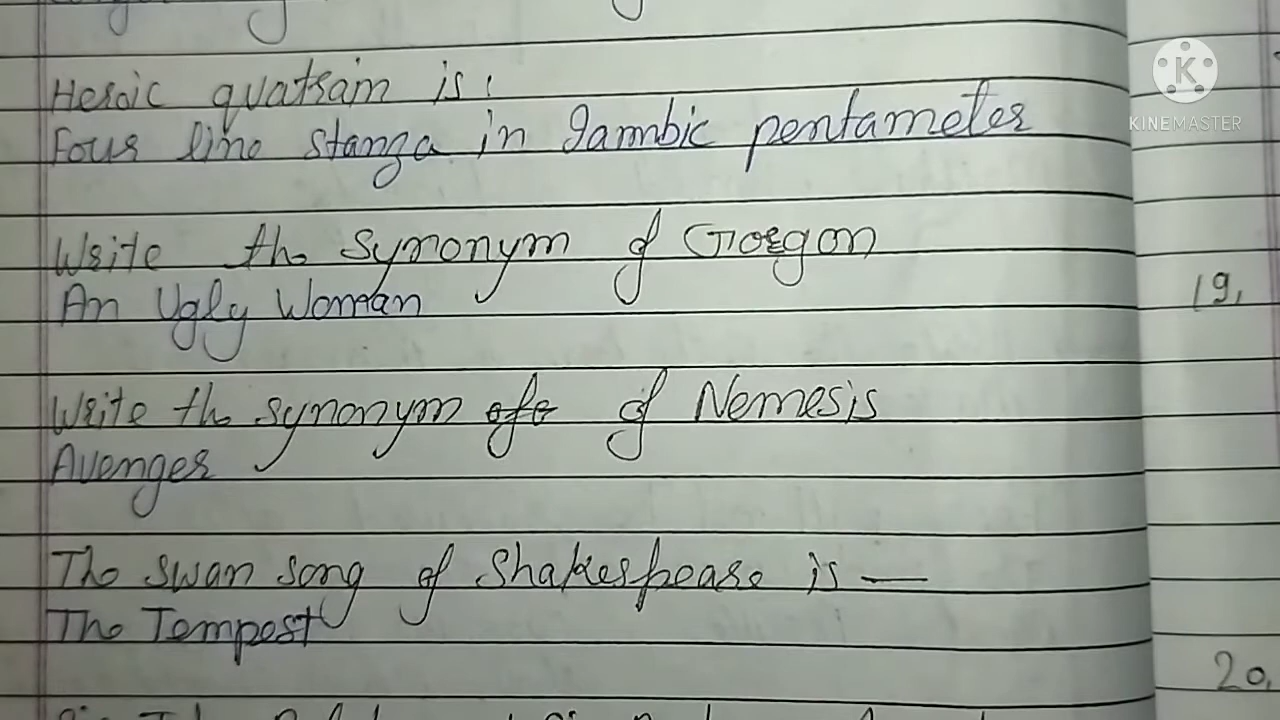 Heroic quatrain is:
Four line stanza in Iambic pentameter
KINEMASTER
Write the synonym of Gorgon
An Ugly Woman
19,
Write the synonym of Nemesis
Avenger
The swan song of Shakespeare is —
The Tempest
20,